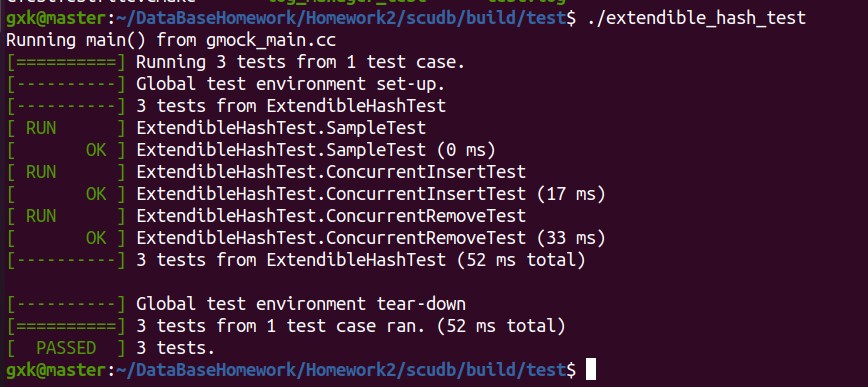 gxk@master:~/DataBaseHomework/Homework2/scudb/build/test$ ./extendible_hash_test
Running main() from gmock_main.cc
[==========] Running 3 tests from 1 test case.
[----------] Global test environment set-up.
[----------] 3 tests from ExtendibleHashTest
[ RUN      ] ExtendibleHashTest.SampleTest
[       OK ] ExtendibleHashTest.SampleTest (0 ms)
[ RUN      ] ExtendibleHashTest.ConcurrentInsertTest
[       OK ] ExtendibleHashTest.ConcurrentInsertTest (17 ms)
[ RUN      ] ExtendibleHashTest.ConcurrentRemoveTest
[       OK ] ExtendibleHashTest.ConcurrentRemoveTest (33 ms)
[----------] 3 tests from ExtendibleHashTest (52 ms total)

[----------] Global test environment tear-down
[==========] 3 tests from 1 test case ran. (52 ms total)
[  PASSED  ] 3 tests.
gxk@master:~/DataBaseHomework/Homework2/scudb/build/test$